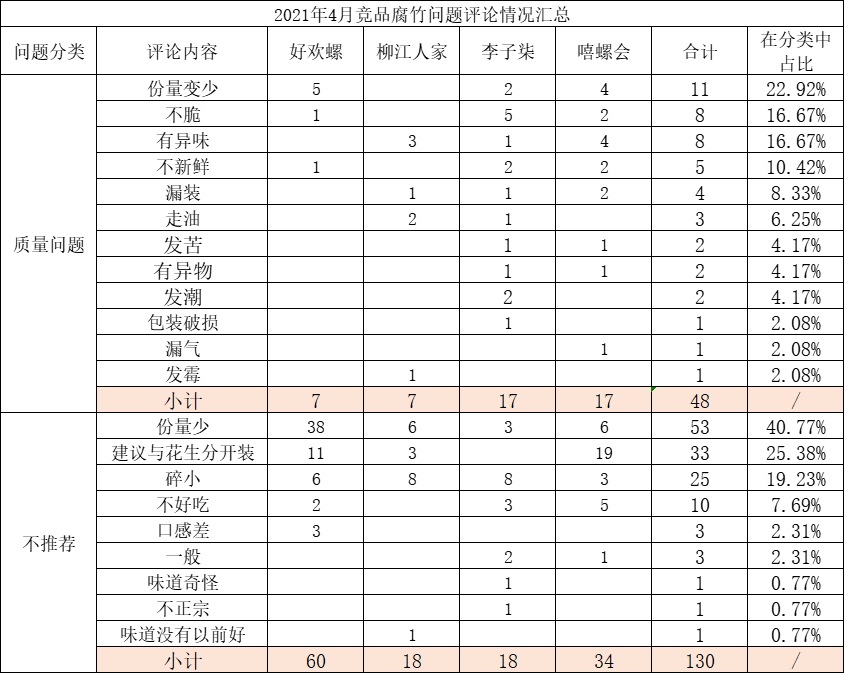 2021年4月竞品腐竹问题评论情况汇总
问题分类 评论内容 好欢螺 柳江人家 李子柒 嘻螺会 合计 在分类中占比
质量问题
份量变少 5 2 4 11 22.92%
不脆 1 5 2 8 16.67%
有异味 3 1 4 8 16.67%
不新鲜 1 2 2 5 10.42%
漏装 1 1 2 4 8.33%
走油 2 1 3 6.25%
发苦 1 1 2 4.17%
有异物 1 1 2 4.17%
发潮 2 2 4.17%
包装破损 1 1 2.08%
漏气 1 1 2.08%
发霉 1 1 2.08%
小计 7 7 17 17 48 /
不推荐
份量少 38 6 3 6 53 40.77%
建议与花生分开装 11 3 19 33 25.38%
碎小 6 8 8 3 25 19.23%
不好吃 2 3 5 10 7.69%
口感差 3 3 2.31%
一般 2 1 3 2.31%
味道奇怪 1 1 0.77%
不正宗 1 1 0.77%
味道没有以前好 1 1 0.77%
小计 60 18 18 34 130 /